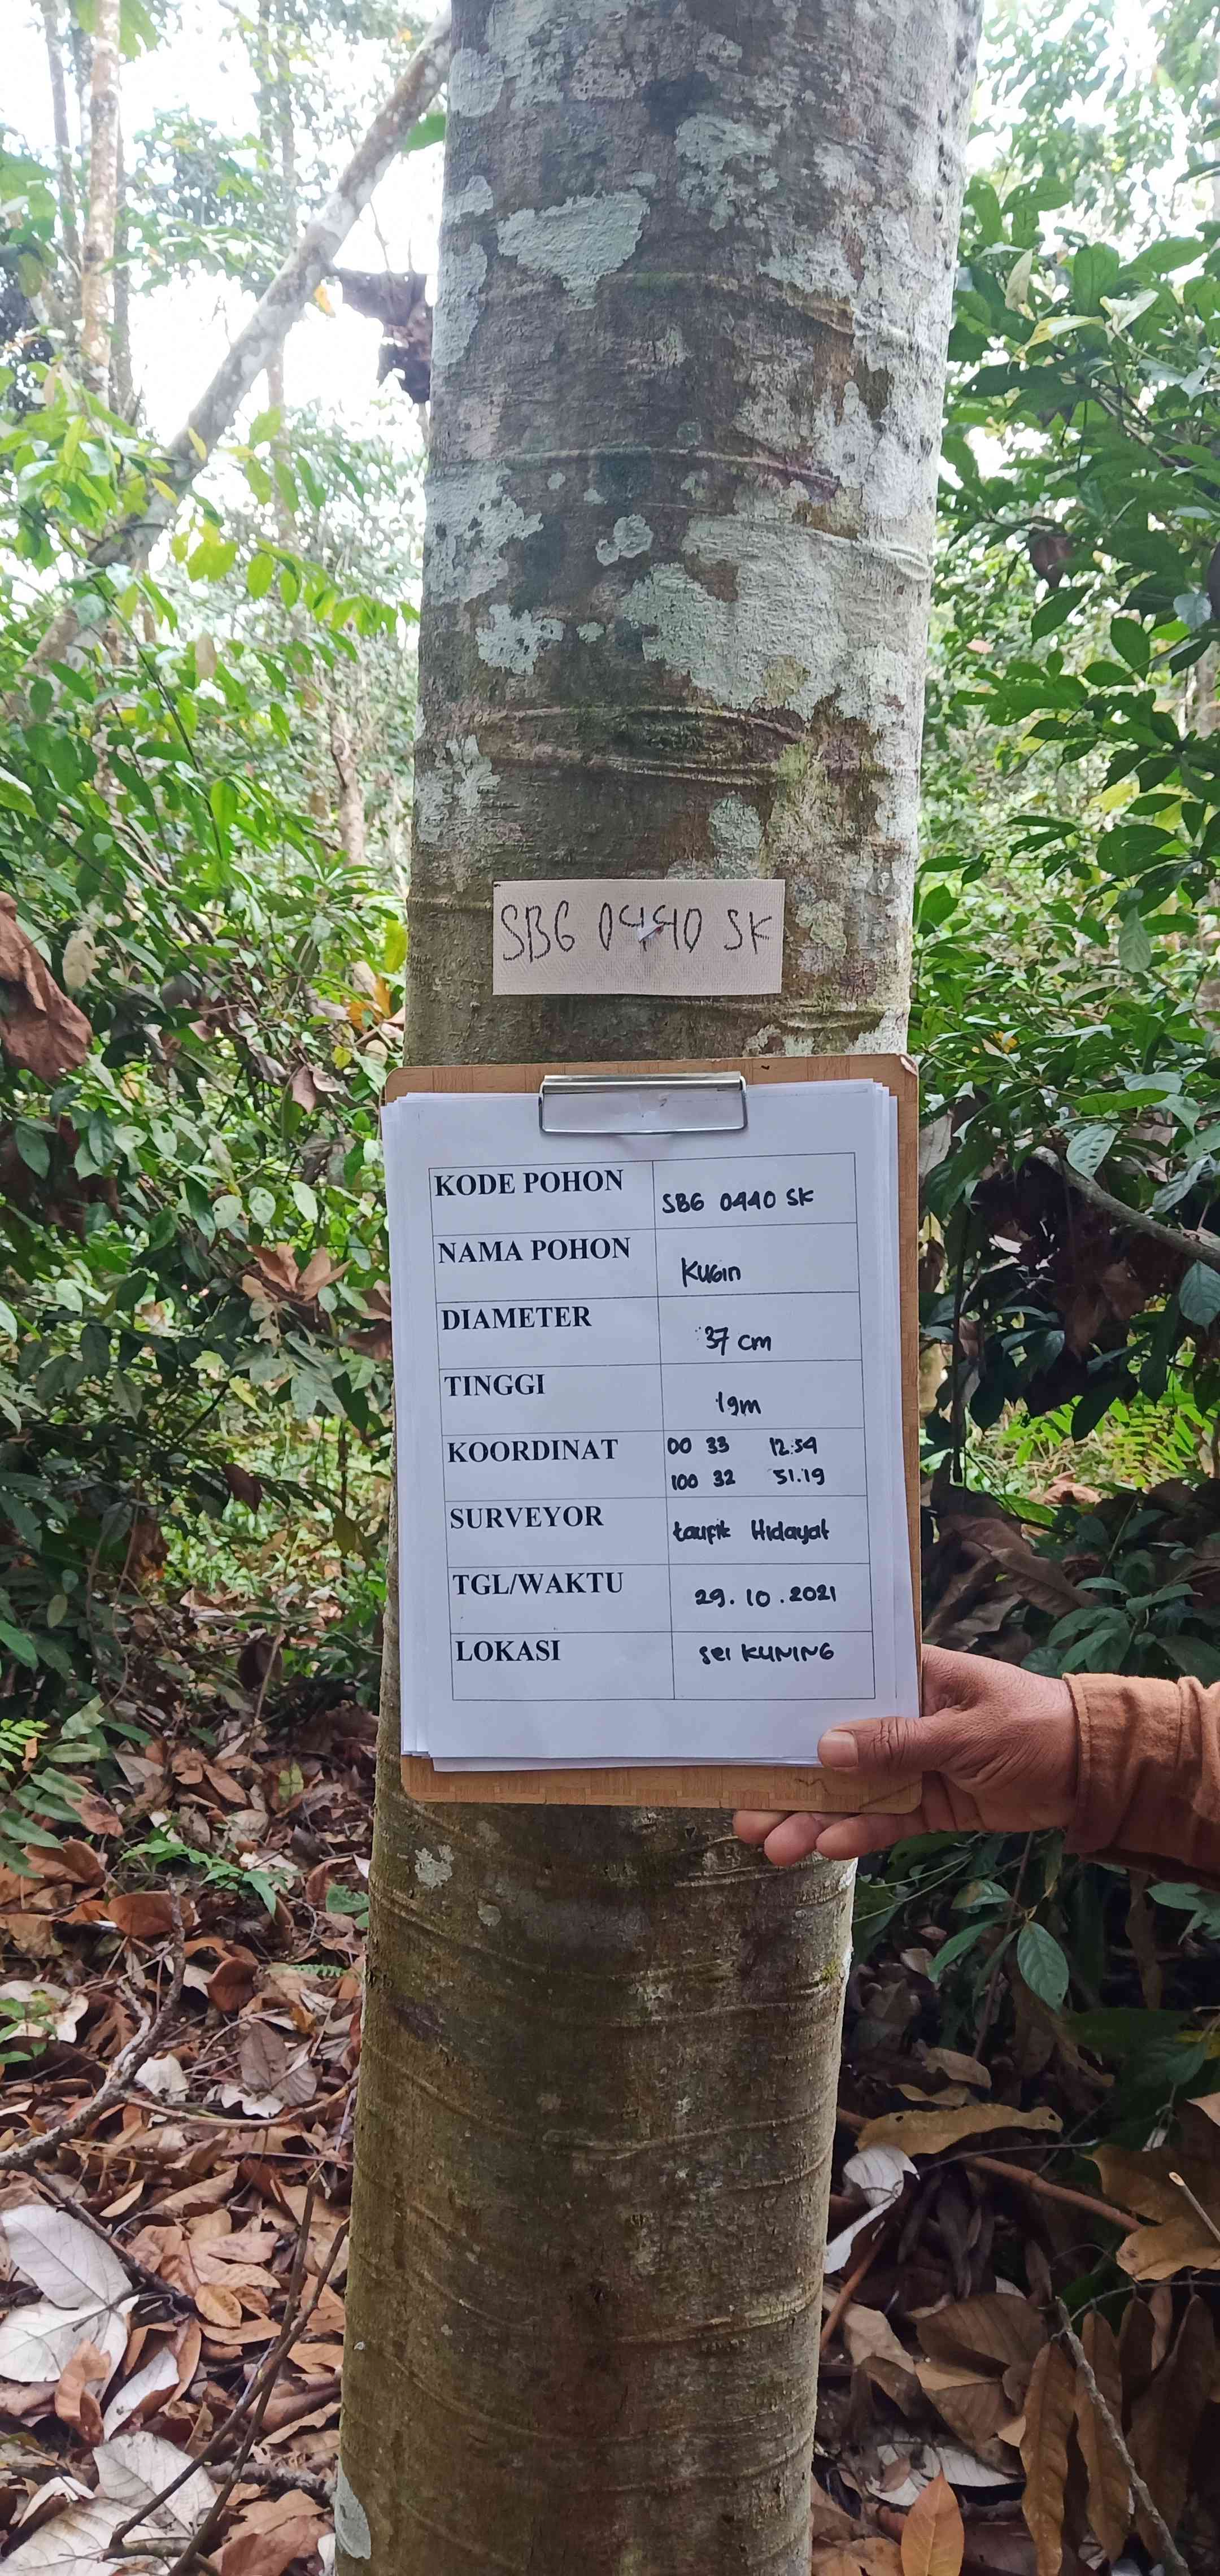 SBG 0440 SK
KODE POHON SBG 0440 SK
NAMA POHON Kugin
DIAMETER 37 cm
TINGGI 19m
KOORDINAT 00 33 12.54
100 32 51.19
SURVEYOR taufik Hidayat
TGL/WAKTU 29.10.2021
LOKASI Sei KUNING